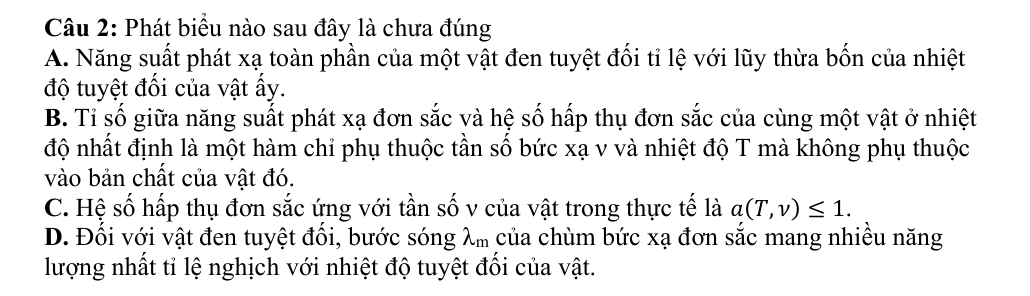 Câu 2: Phát biểu nào sau đây là chưa đúng
A. Năng suất phát xạ toàn phần của một vật đen tuyệt đối tỉ lệ với lũy thừa bốn của nhiệt
độ tuyệt đối của vật ấy.
B. Tỉ số giữa năng suất phát xạ đơn sắc và hệ số hấp thụ đơn sắc của cùng một vật ở nhiệt
độ nhất định là một hàm chỉ phụ thuộc tần số bức xạ ν và nhiệt độ T mà không phụ thuộc
vào bản chất của vật đó.
C. Hệ số hấp thụ đơn sắc ứng với tần số ν của vật trong thực tế là a(T, ν) ≤ 1.
D. Đối với vật đen tuyệt đối, bước sóng λₘ của chùm bức xạ đơn sắc mang nhiều năng
lượng nhất tỉ lệ nghịch với nhiệt độ tuyệt đối của vật.